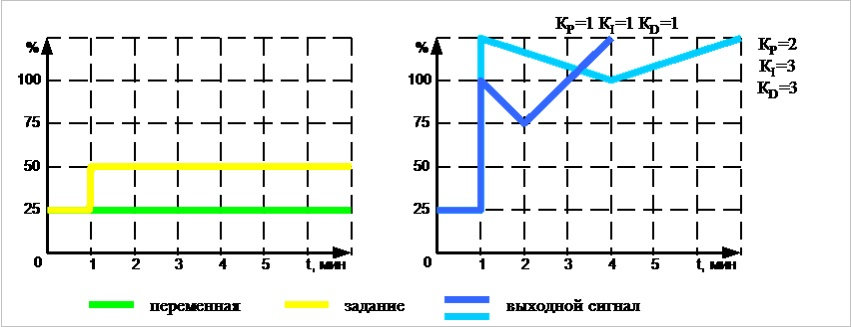 K_P=1 K_I=1 K_D=1
%
100
75
50
25
0
1 2 3 4 5 t, мин
%
100
75
50
25
0
1 2 3 4 5 t, мин
K_P=2
K_I=3
K_D=3
переменная задание выходной сигнал